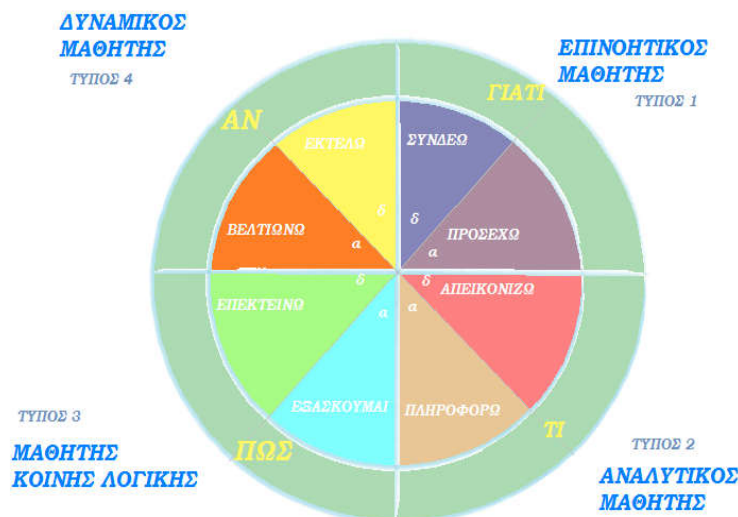 ΔΥΝΑΜΙΚΟΣ
ΜΑΘΗΤΗΣ
ΤΥΠΟΣ 4
ΕΠΙΝΟΗΤΙΚΟΣ
ΜΑΘΗΤΗΣ
ΤΥΠΟΣ 1
ΑΝ
ΓΙΑΤΙ
ΕΚΤΕΛΩ
ΣΥΝΔΕΩ
ΒΕΛΤΙΩΝΩ
ΠΡΟΣΕΧΩ
δ
δ
α
α
ΕΠΕΚΤΕΙΝΩ
ΑΠΕΙΚΟΝΙΖΩ
δ
δ
α
α
ΕΞΑΣΚΟΥΜΑΙ
ΠΛΗΡΟΦΟΡΩ
ΠΩΣ
ΤΙ
ΤΥΠΟΣ 3
ΜΑΘΗΤΗΣ
ΚΟΙΝΗΣ ΛΟΓΙΚΗΣ
ΤΥΠΟΣ 2
ΑΝΑΛΥΤΙΚΟΣ
ΜΑΘΗΤΗΣ